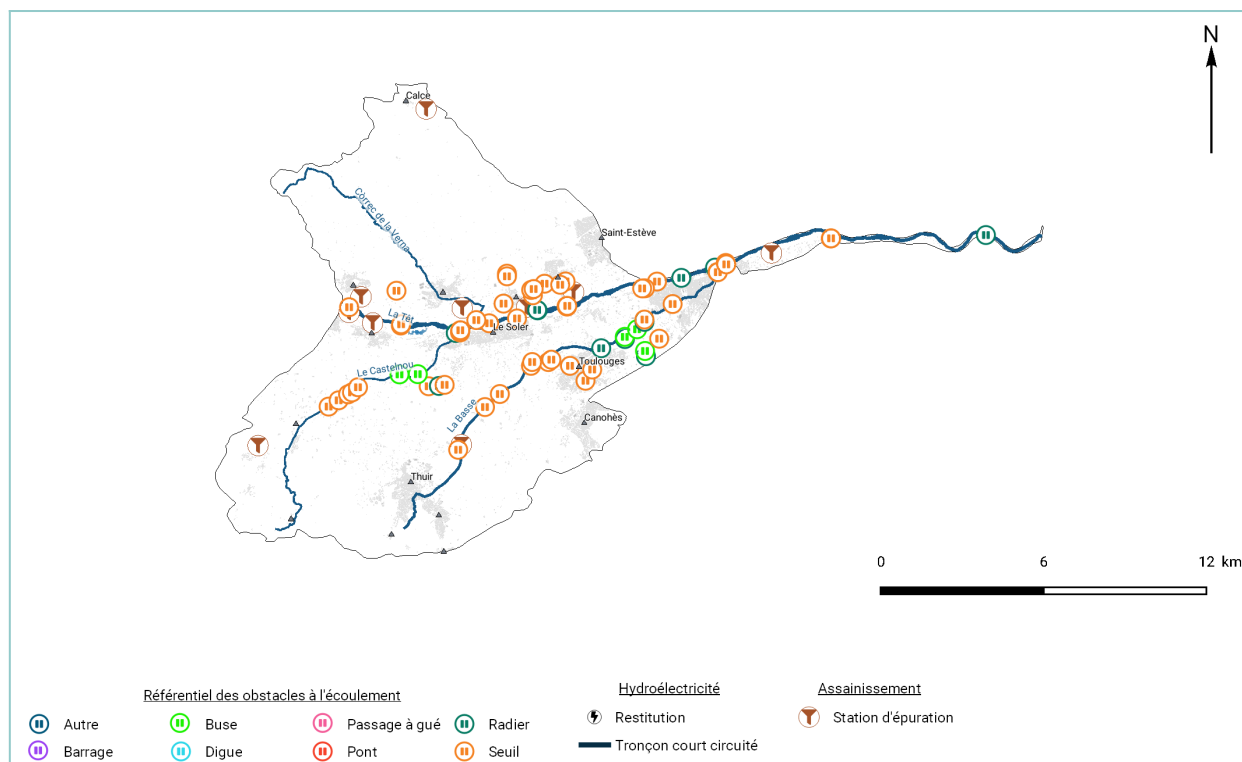 N
Calce
Còrrec de la Verna
Saint-Estève
La Têt
Le Soler
Le Castelnou
Toulouges
La Basse
Canohès
Thuir
0 6 12 km
Référentiel des obstacles à l'écoulement
Autre
Buse
Passage à gué
Radier
Barrage
Digue
Pont
Seuil
Hydroélectricité
Restitution
Tronçon court circuité
Assainissement
Station d'épuration